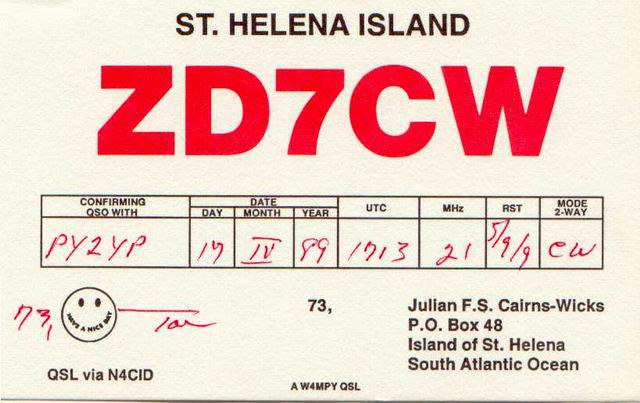 ST. HELENA ISLAND
ZD7CW
CONFIRMING QSO WITH DATE DAY MONTH YEAR UTC MHz RST MODE 2-WAY
PY2YP 17 IV 99 1713 21 5/9/9 CW
73,
HAVE A NICE DAY
73,
Julian F.S. Cairns-Wicks
P.O. Box 48
Island of St. Helena
South Atlantic Ocean
QSL via N4CID
A W4MPY QSL